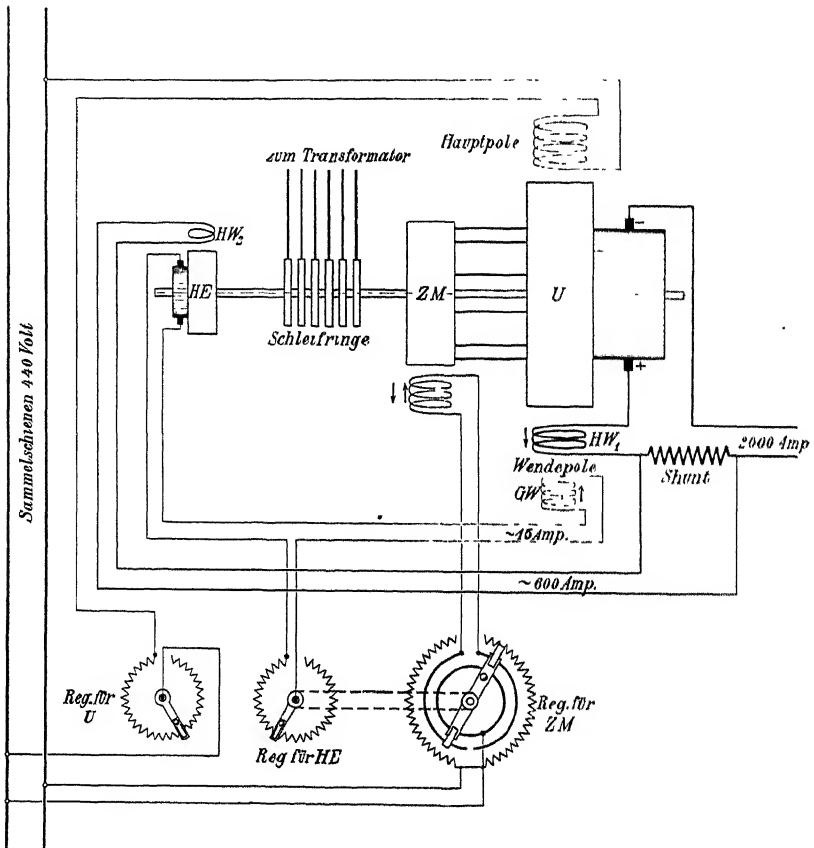 Hauptpole
zum Transformator
HW₂
HE
ZM
U
-
Schleifringe
+
Sammelschienen 440 Volt
HW₁
2000 Amp
Wendepole
Shunt
GW
~15 Amp.
~600 Amp.
Reg. für
U
Reg für HE
Reg. für
ZM